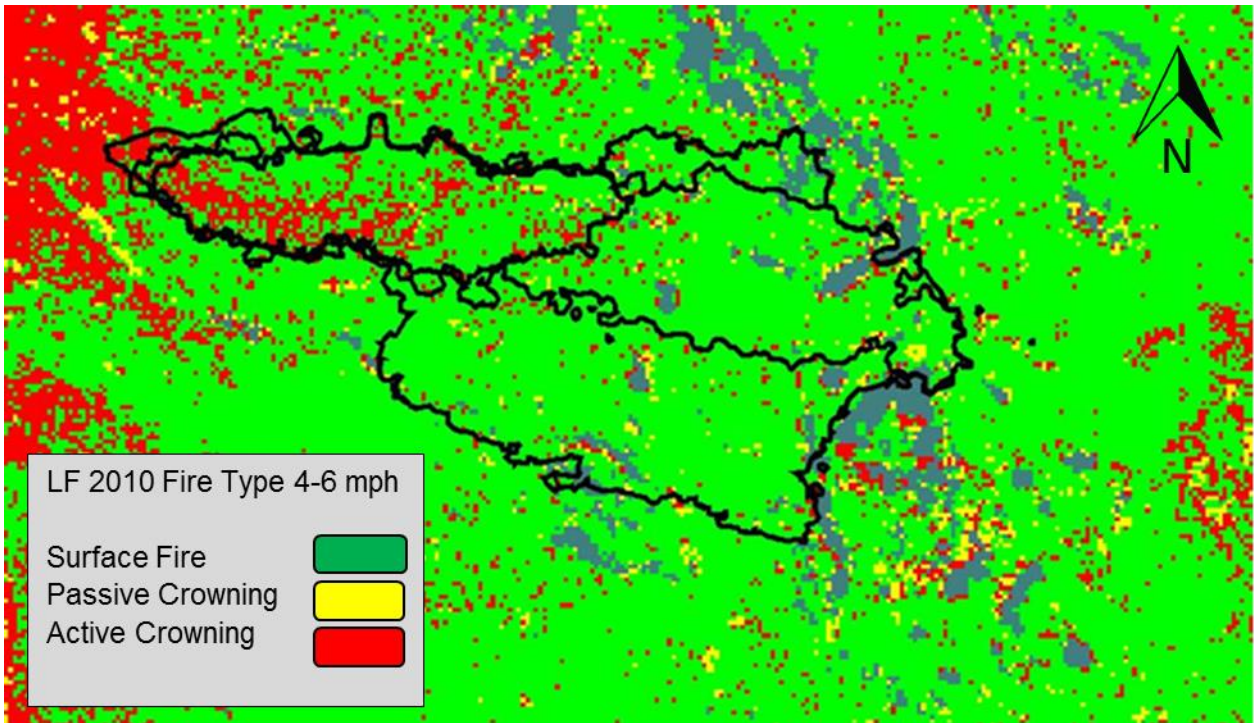 N
LF 2010 Fire Type 4-6 mph
Surface Fire
Passive Crowning
Active Crowning